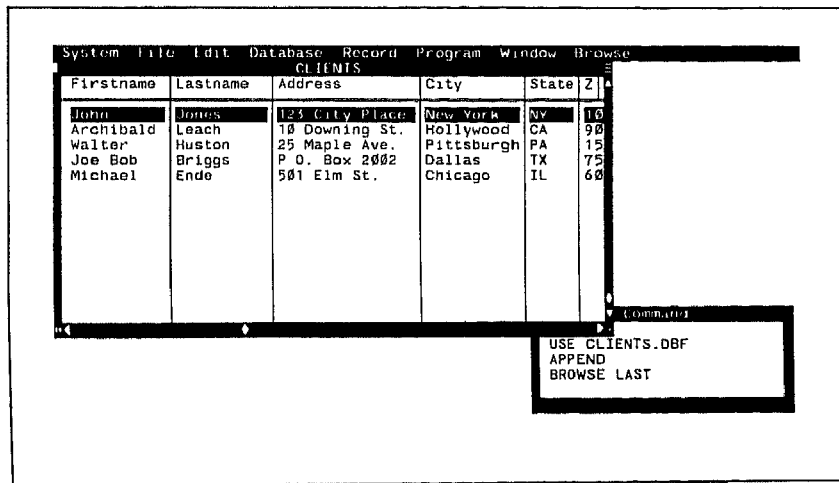 System File Edit Database Record Program Window Browse
CLIENTS
Firstname Lastname Address City State Z
John Jones 123 City Place New York NY 10
Archibald Leach 10 Downing St. Hollywood CA 90
Walter Huston 25 Maple Ave. Pittsburgh PA 15
Joe Bob Briggs P O. Box 2002 Dallas TX 75
Michael Ende 501 Elm St. Chicago IL 60
Command
USE CLIENTS.DBF
APPEND
BROWSE LAST